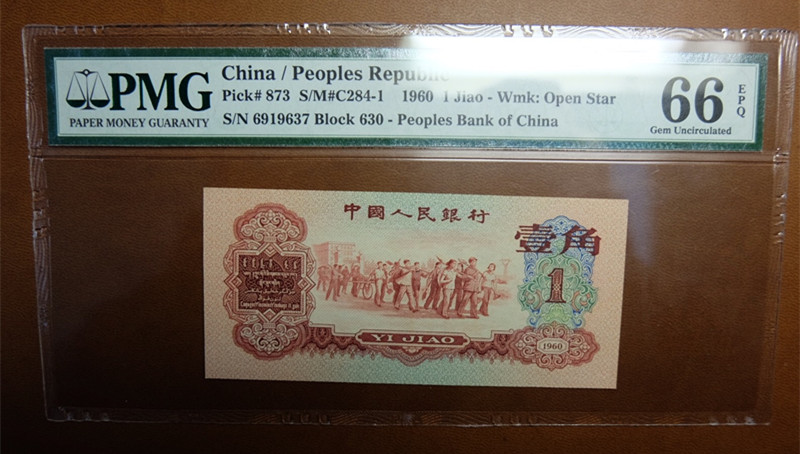 PMG
PAPER MONEY GUARANTY
China / Peoples Republic
Pick# 873 S/M#C284-1 1960 1 Jiao - Wmk: Open Star
S/N 6919637 Block 630 - Peoples Bank of China
66
EPQ
Gem Uncirculated
中國人民銀行
壹角
1
YI JIAO
1960